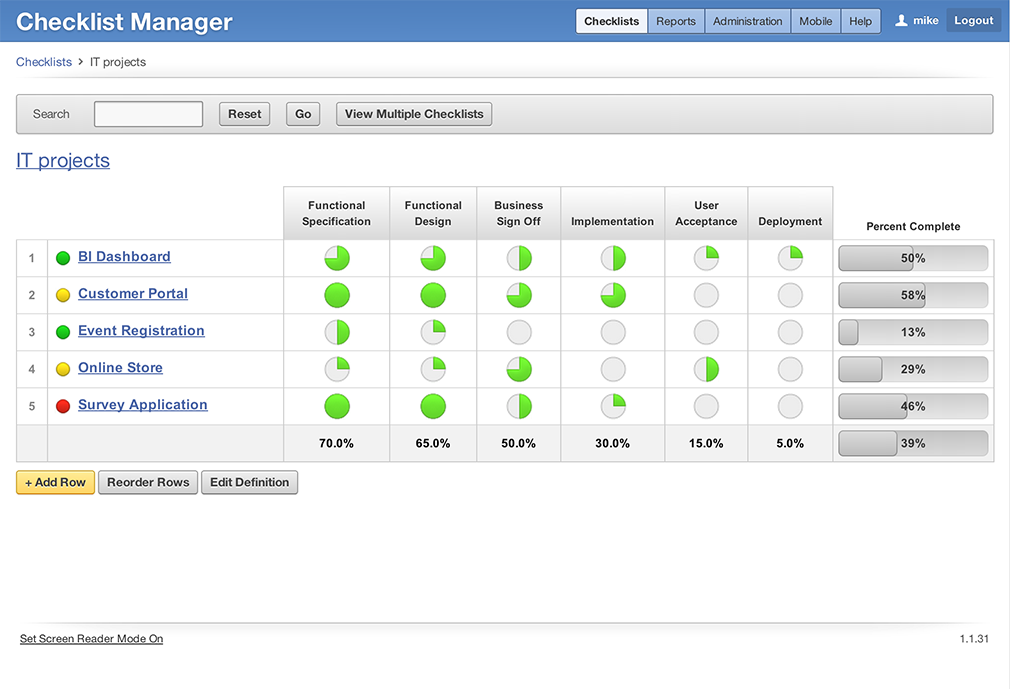 Checklist Manager
Checklists Reports Administration Mobile Help mike Logout
Checklists > IT projects
Search Reset Go View Multiple Checklists
IT projects
Functional Specification
Functional Design
Business Sign Off
Implementation
User Acceptance
Deployment
Percent Complete
1 BI Dashboard 50%
2 Customer Portal 58%
3 Event Registration 13%
4 Online Store 29%
5 Survey Application 46%
70.0% 65.0% 50.0% 30.0% 15.0% 5.0% 39%
+ Add Row Reorder Rows Edit Definition
Set Screen Reader Mode On 1.1.31